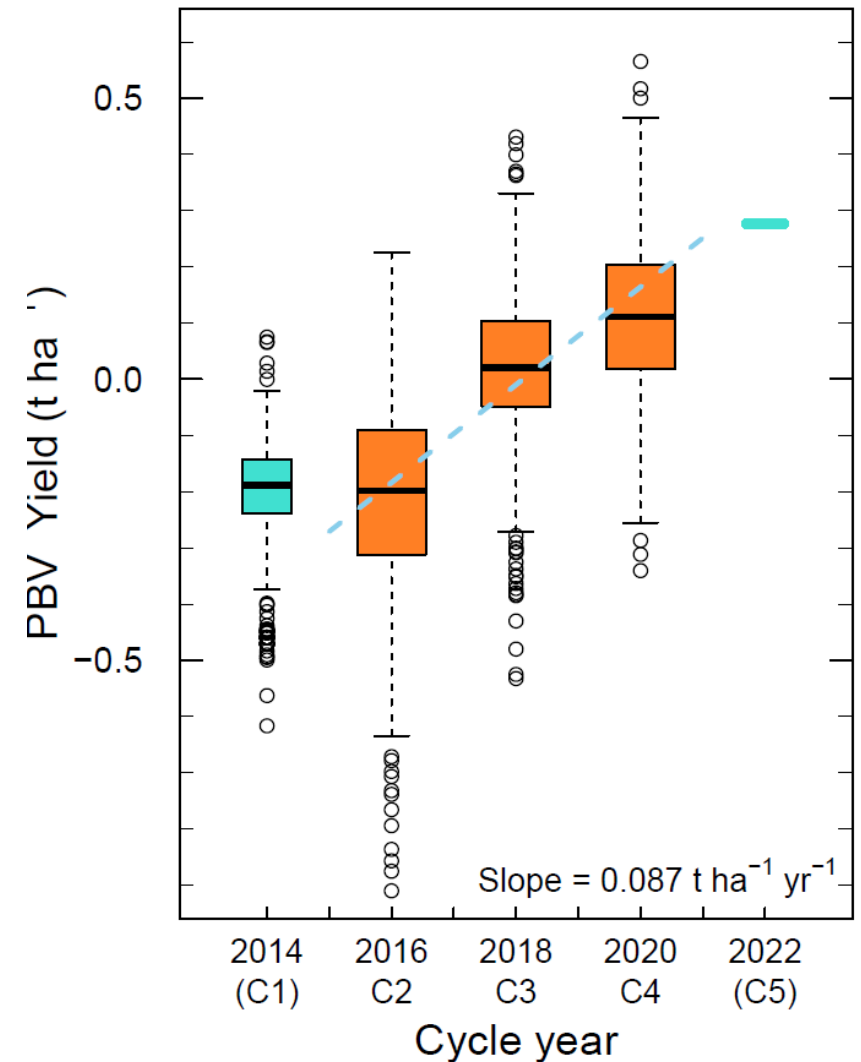 PBV Yield (t ha
0.5
0.0
−0.5
Slope = 0.087 t ha⁻¹ yr⁻¹
2014 2016 2018 2020 2022
(C1) C2 C3 C4 (C5)
Cycle year